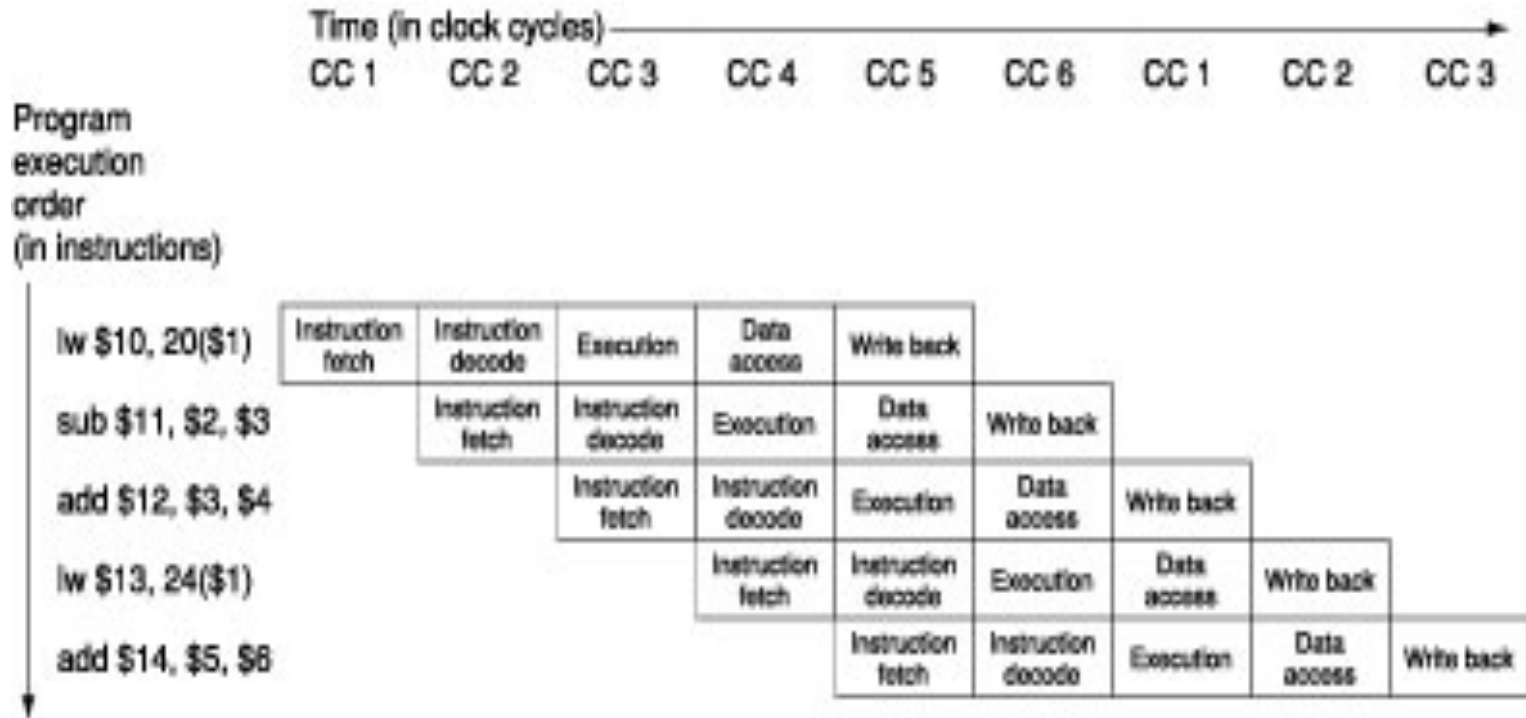 Time (in clock cycles)
CC 1 CC 2 CC 3 CC 4 CC 5 CC 6 CC 1 CC 2 CC 3
Program
execution
order
(in instructions)
lw $10, 20($1) Instruction fetch Instruction decode Execution Data access Write back
sub $11, $2, $3 Instruction fetch Instruction decode Execution Data access Write back
add $12, $3, $4 Instruction fetch Instruction decode Execution Data access Write back
lw $13, 24($1) Instruction fetch Instruction decode Execution Data access Write back
add $14, $5, $6 Instruction fetch Instruction decode Execution Data access Write back